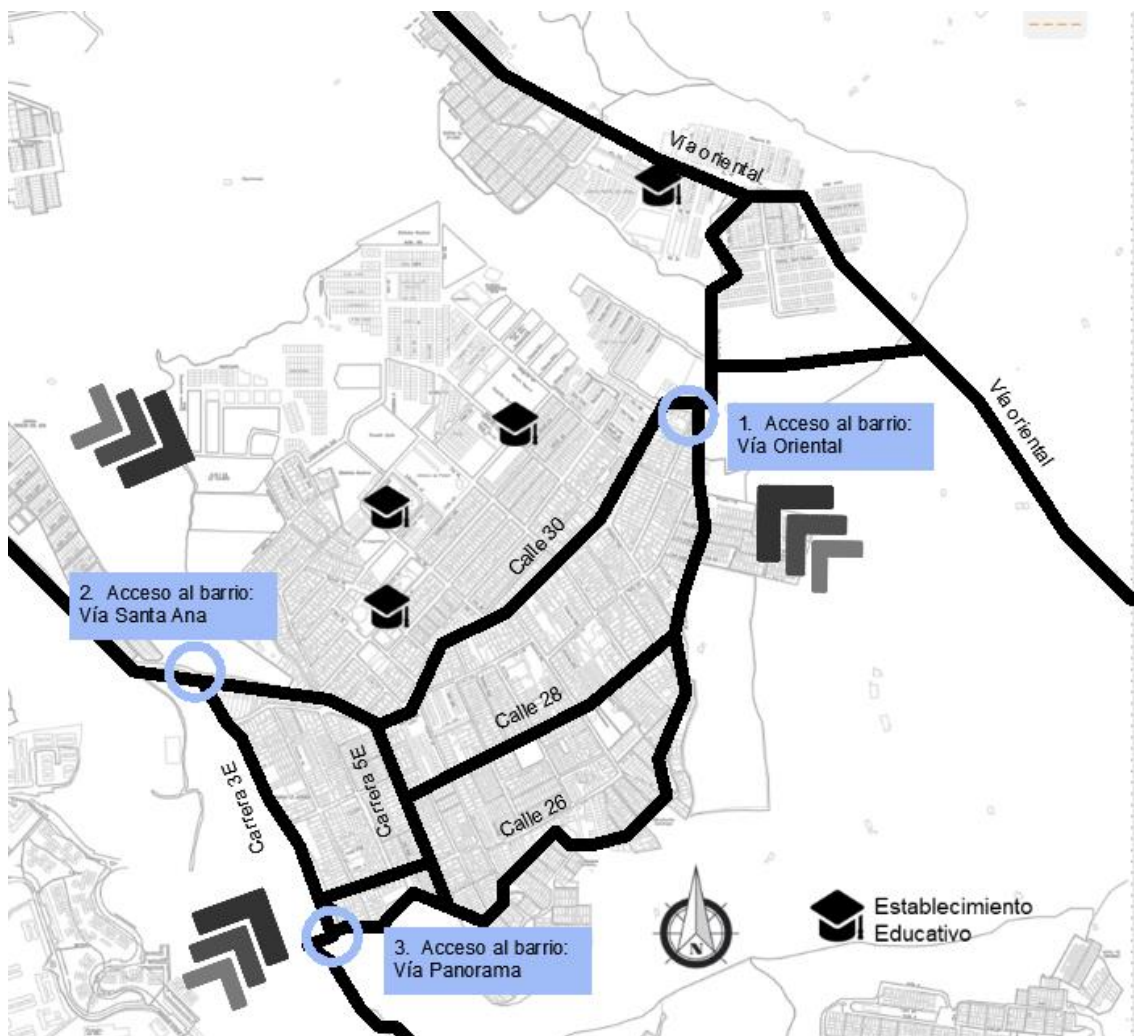 Vía oriental
1. Acceso al barrio:
Vía Oriental
Vía oriental
Calle 30
2. Acceso al barrio:
Vía Santa Ana
Calle 28
Carrera 5E
Carrera 3E
Calle 26
N
Establecimiento
Educativo
3. Acceso al barrio:
Vía Panorama